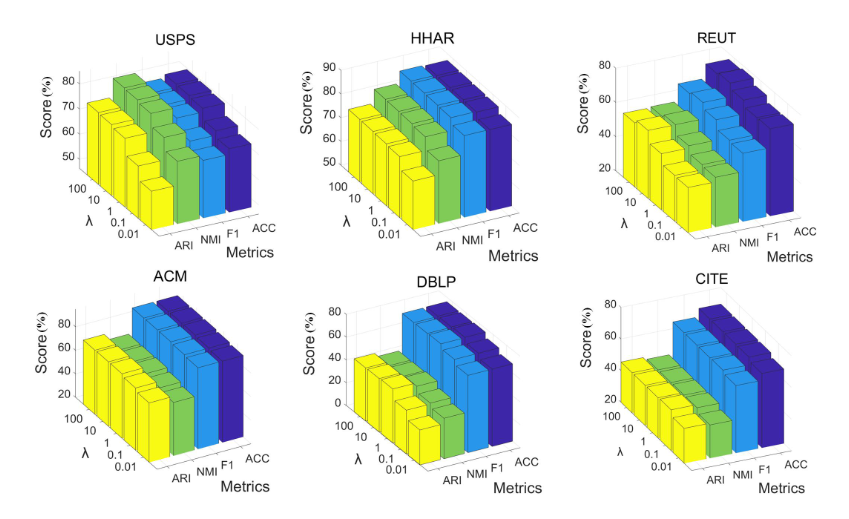 USPS
Score (%)
80
70
60
50
100
10
1
0.1
0.01
λ
ARI
NMI
F1
ACC
Metrics
HHAR
Score (%)
90
80
70
60
50
100
10
1
0.1
0.01
λ
ARI
NMI
F1
ACC
Metrics
REUT
Score (%)
80
60
40
20
100
10
1
0.1
0.01
λ
ARI
NMI
F1
ACC
Metrics
ACM
Score (%)
80
60
40
20
100
10
1
0.1
0.01
λ
ARI
NMI
F1
ACC
Metrics
DBLP
Score (%)
80
60
40
20
0
100
10
1
0.1
0.01
λ
ARI
NMI
F1
ACC
Metrics
CITE
Score (%)
80
60
40
20
100
10
1
0.1
0.01
λ
ARI
NMI
F1
ACC
Metrics